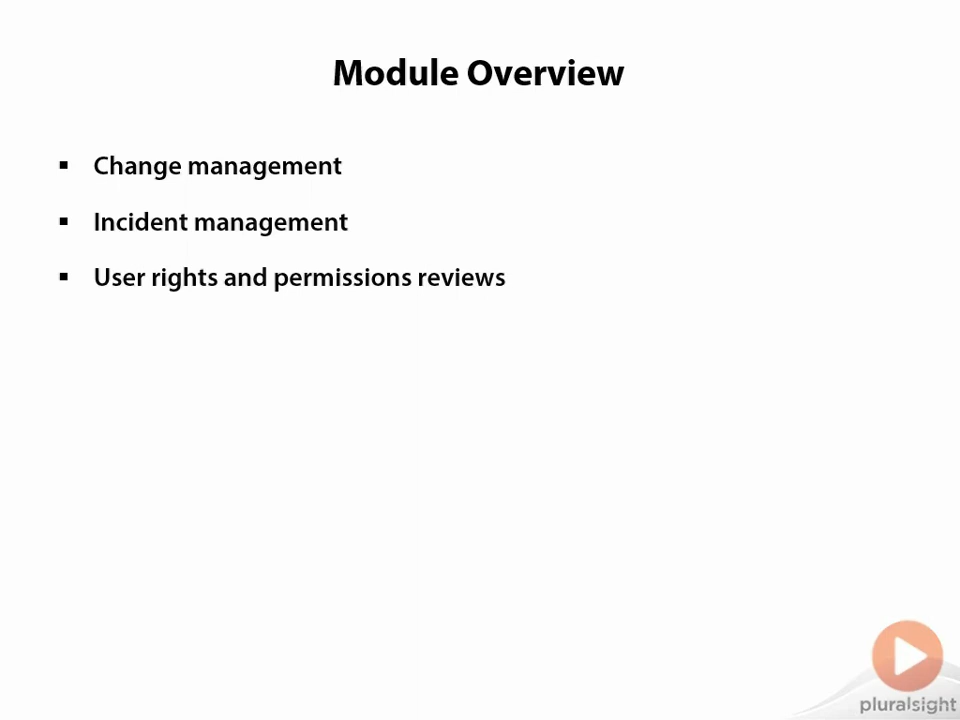 Module Overview
Change management
Incident management
User rights and permissions reviews
pluralsight